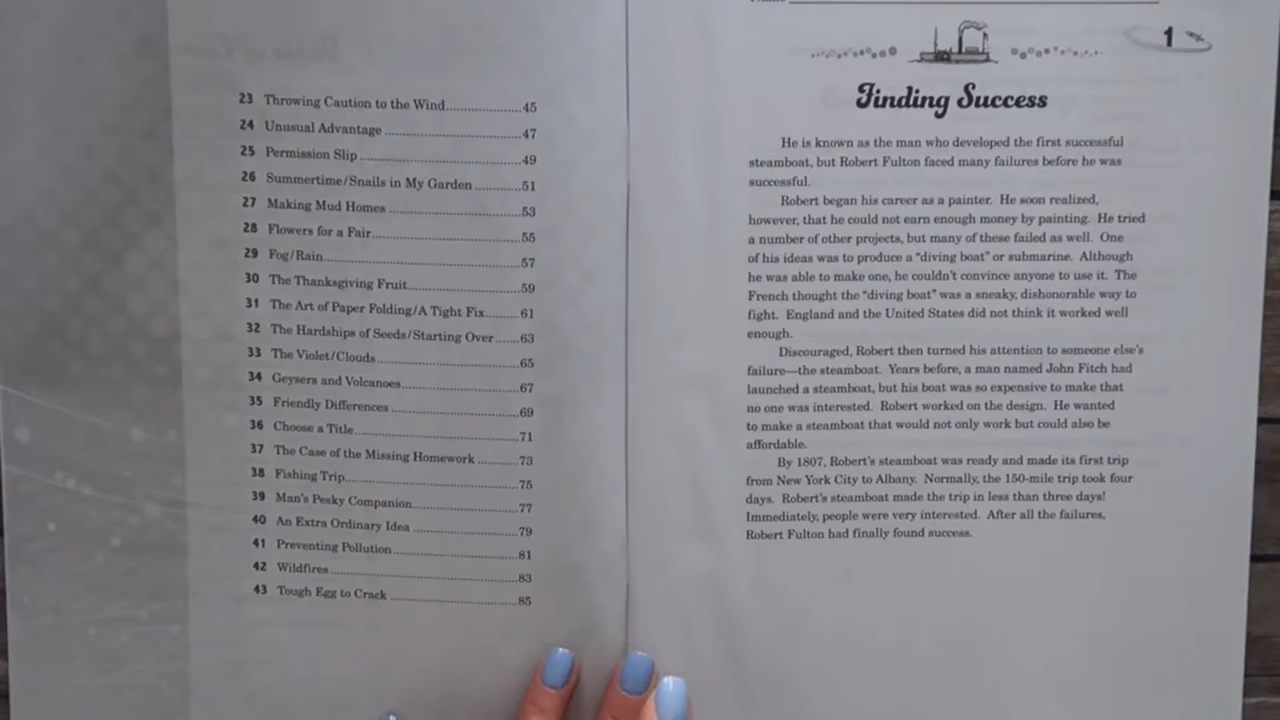 23 Throwing Caution to the Wind......................45
24 Unusual Advantage ........................................47
25 Permission Slip ..............................................49
26 Summertime/Snails in My Garden .............51
27 Making Mud Homes .......................................53
28 Flowers for a Fair...........................................55
29 Fog/Rain..........................................................57
30 The Thanksgiving Fruit.................................59
31 The Art of Paper Folding/A Tight Fix.........61
32 The Hardships of Seeds/Starting Over ......63
33 The Violet/Clouds..........................................65
34 Geysers and Volcanoes...................................67
35 Friendly Differences .....................................69
36 Choose a Title................................................71
37 The Case of the Missing Homework ...........73
38 Fishing Trip....................................................75
39 Man's Pesky Companion................................77
40 An Extra Ordinary Idea ...............................79
41 Preventing Pollution .....................................81
42 Wildfires.........................................................83
43 Tough Egg to Crack .......................................85
1
Finding Success
He is known as the man who developed the first successful
steamboat, but Robert Fulton faced many failures before he was
successful.
Robert began his career as a painter. He soon realized,
however, that he could not earn enough money by painting. He tried
a number of other projects, but many of these failed as well. One
of his ideas was to produce a "diving boat" or submarine. Although
he was able to make one, he couldn't convince anyone to use it. The
French thought the "diving boat" was a sneaky, dishonorable way to
fight. England and the United States did not think it worked well
enough.
Discouraged, Robert then turned his attention to someone else's
failure—the steamboat. Years before, a man named John Fitch had
launched a steamboat, but his boat was so expensive to make that
no one was interested. Robert worked on the design. He wanted
to make a steamboat that would not only work but could also be
affordable.
By 1807, Robert's steamboat was ready and made its first trip
from New York City to Albany. Normally, the 150-mile trip took four
days. Robert's steamboat made the trip in less than three days!
Immediately, people were very interested. After all the failures,
Robert Fulton had finally found success.